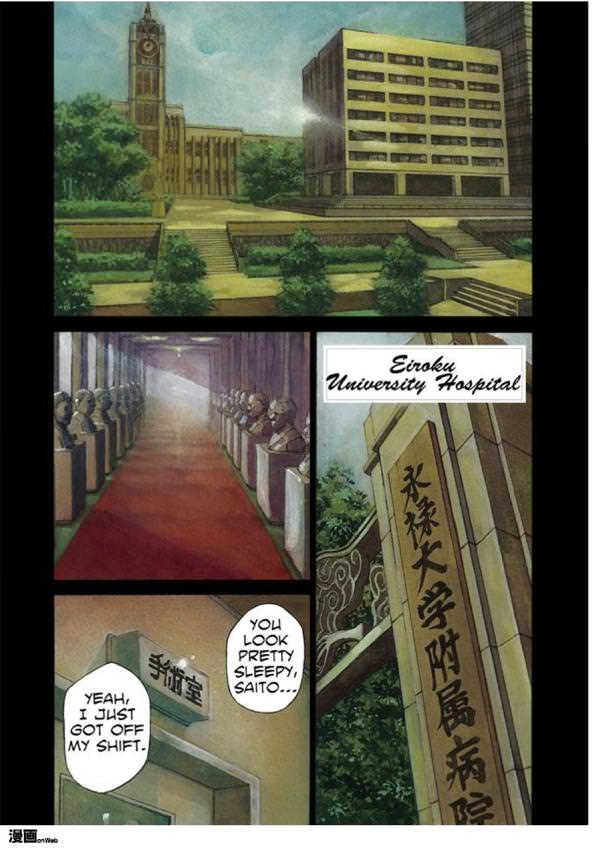 Eiroku
University Hospital
永禄大学附属病院
手術室
YOU
LOOK
PRETTY
SLEEPY,
SAITO...
YEAH,
I JUST
GOT OFF
MY SHIFT.
漫画onWeb